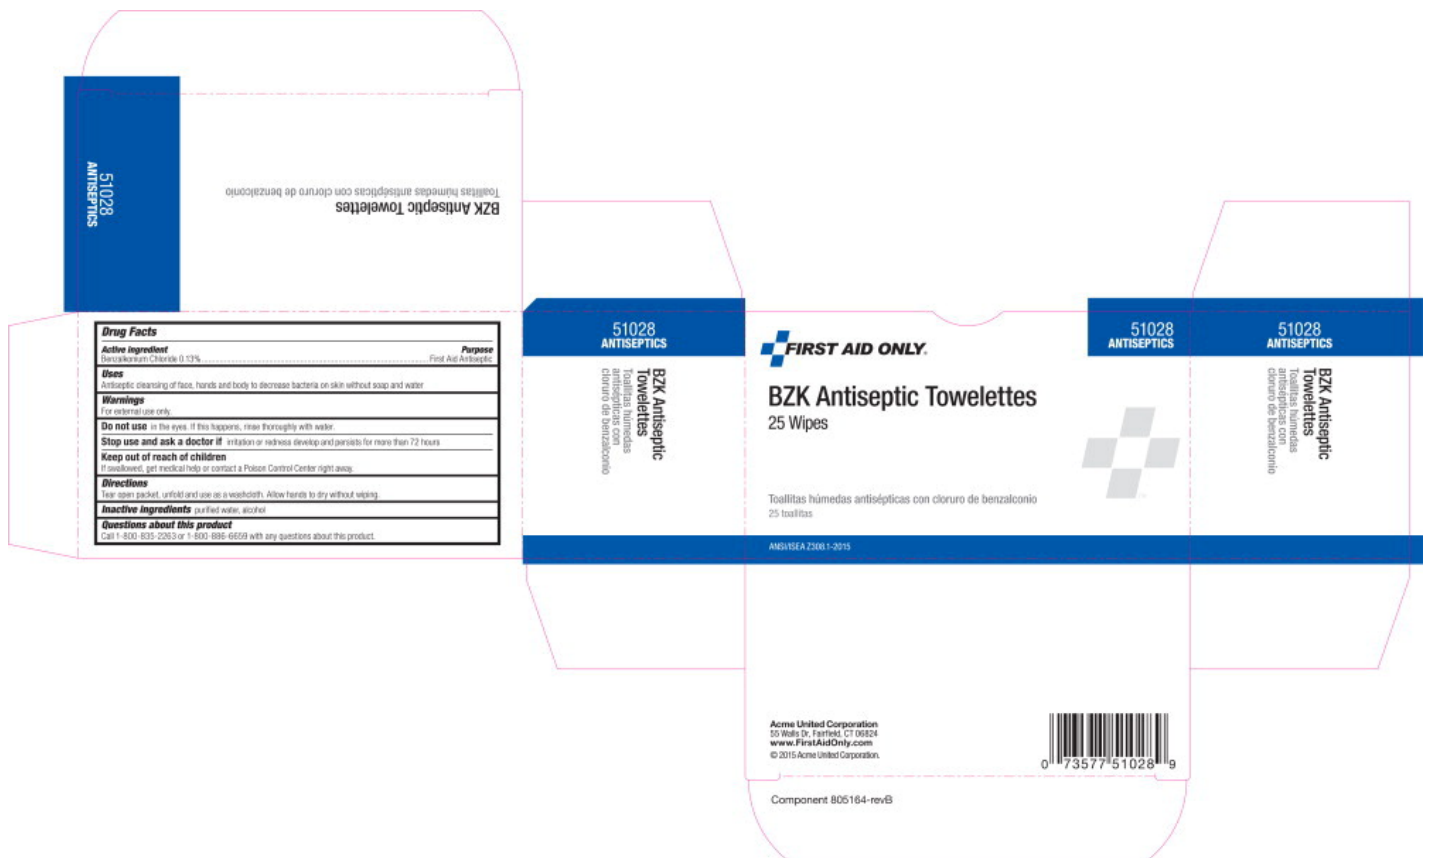 51028
ANTISEPTICS
BZK Antiseptic Towelettes
Toallitas húmedas antisépticas con cloruro de benzalconio
Drug Facts
Active ingredient Purpose
Benzalkonium Chloride 0.13% First Aid Antiseptic
Uses
Antiseptic cleansing of face, hands and body to decrease bacteria on skin without soap and water
Warnings
For external use only.
Do not use in the eyes. If this happens, rinse thoroughly with water.
Stop use and ask a doctor if irritation or redness develop and persists for more than 72 hours
Keep out of reach of children
If swallowed, get medical help or contact a Poison Control Center right away.
Directions
Tear open packet, unfold and use as a washcloth. Allow hands to dry without wiping.
Inactive ingredients purified water, alcohol
Questions about this product
Call 1-800-835-2263 or 1-800-886-6659 with any questions about this product.
51028
ANTISEPTICS
BZK Antiseptic
Towelettes
Toallitas húmedas
antisépticas con
cloruro de benzalconio
FIRST AID ONLY®
BZK Antiseptic Towelettes
25 Wipes
Toallitas húmedas antisépticas con cloruro de benzalconio
25 toallitas
ANSI/ISEA Z308.1-2015
51028
ANTISEPTICS
51028
ANTISEPTICS
BZK Antiseptic
Towelettes
Toallitas húmedas
antisépticas con
cloruro de benzalconio
Acme United Corporation
55 Walls Dr, Fairfield, CT 06824
www.FirstAidOnly.com
© 2015 Acme United Corporation.
0 73577 51028 9
Component 805164-revB